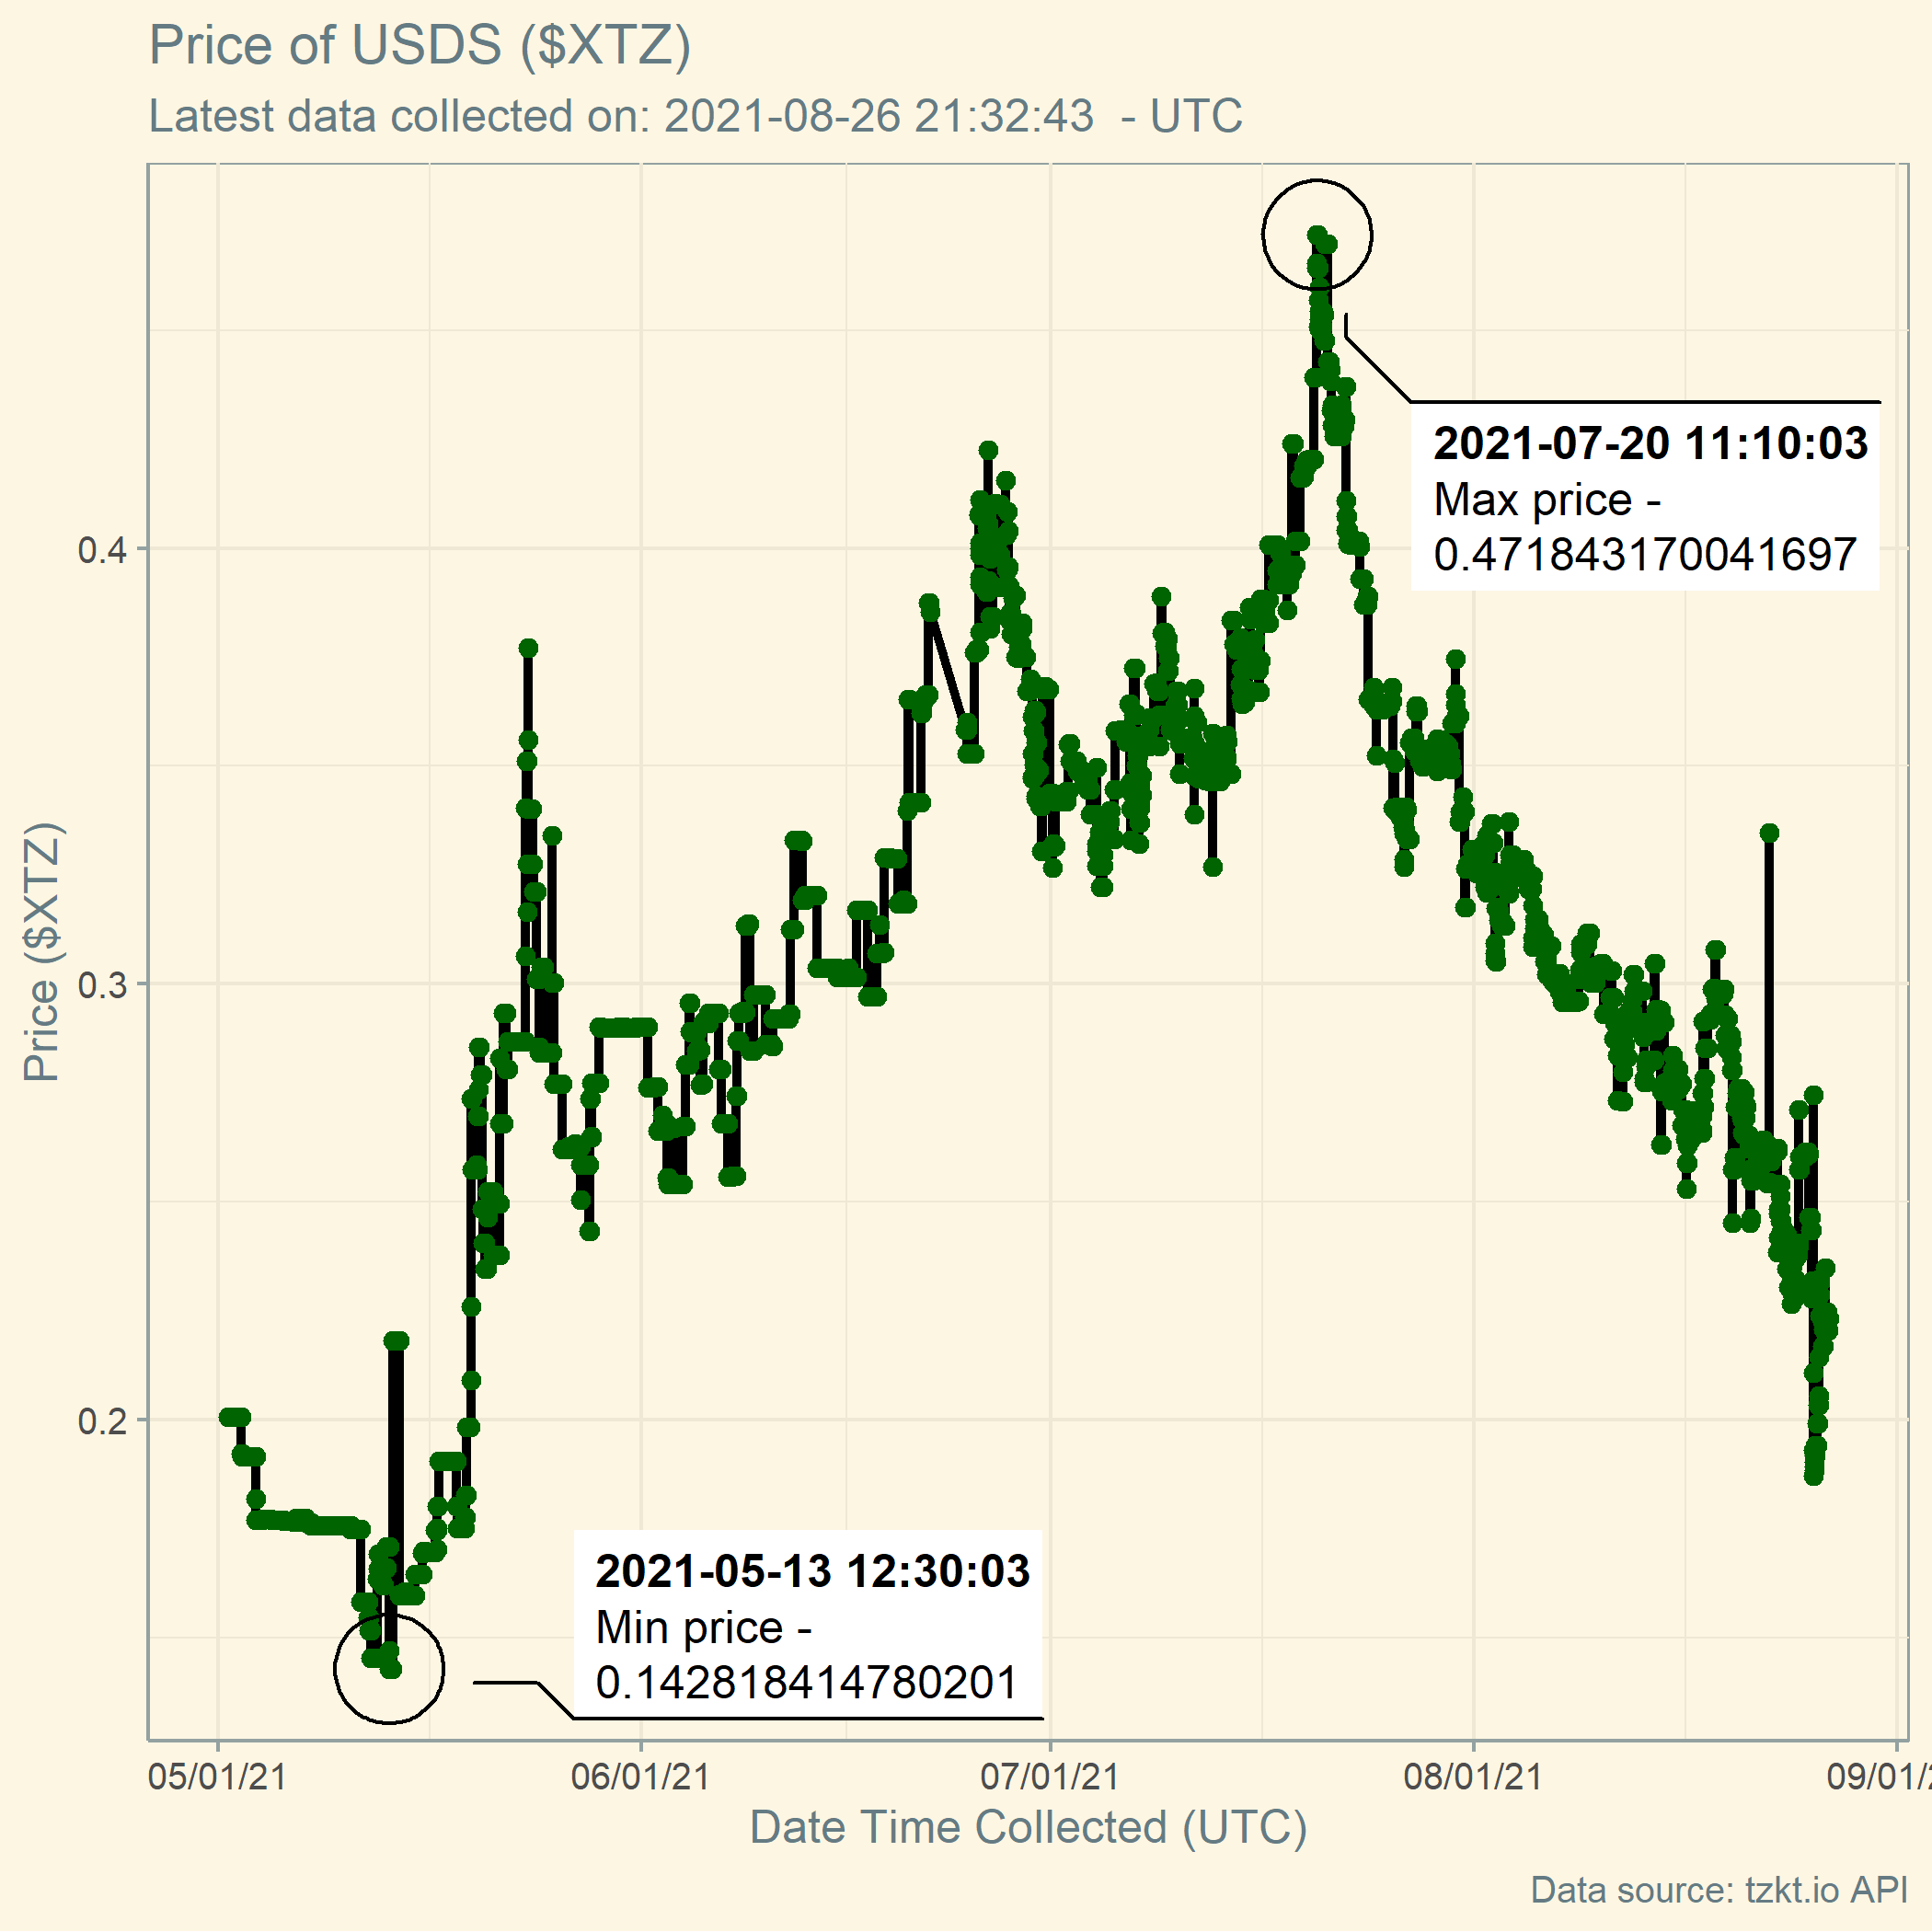 Price of USDS ($XTZ)
Latest data collected on: 2021-08-26 21:32:43  - UTC
2021-07-20 11:10:03
Max price -
0.471843170041697
0.4
0.3
0.2
Price ($XTZ)
2021-05-13 12:30:03
Min price -
0.142818414780201
05/01/21 06/01/21 07/01/21 08/01/21 09/01/2
Date Time Collected (UTC)
Data source: tzkt.io API